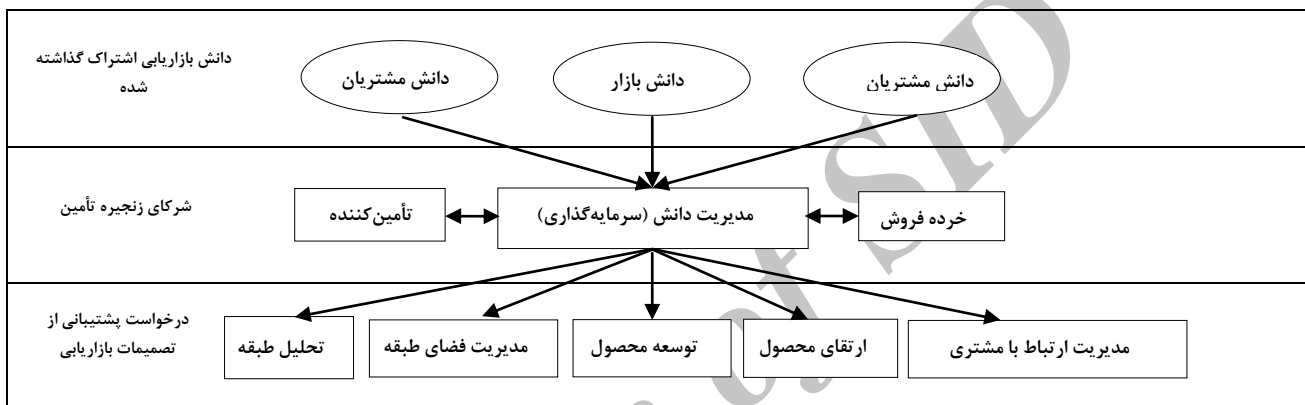 دانش بازاریابی اشتراک گذاشته
شده
دانش مشتریان
دانش بازار
دانش مشتریان
شرکای زنجیره تأمین
خرده فروش
مدیریت دانش (سرمایه‌گذاری)
تأمین‌کننده
درخواست پشتیبانی از
تصمیمات بازاریابی
مدیریت ارتباط با مشتری
ارتقای محصول
توسعه محصول
مدیریت فضای طبقه
تحلیل طبقه
of SID